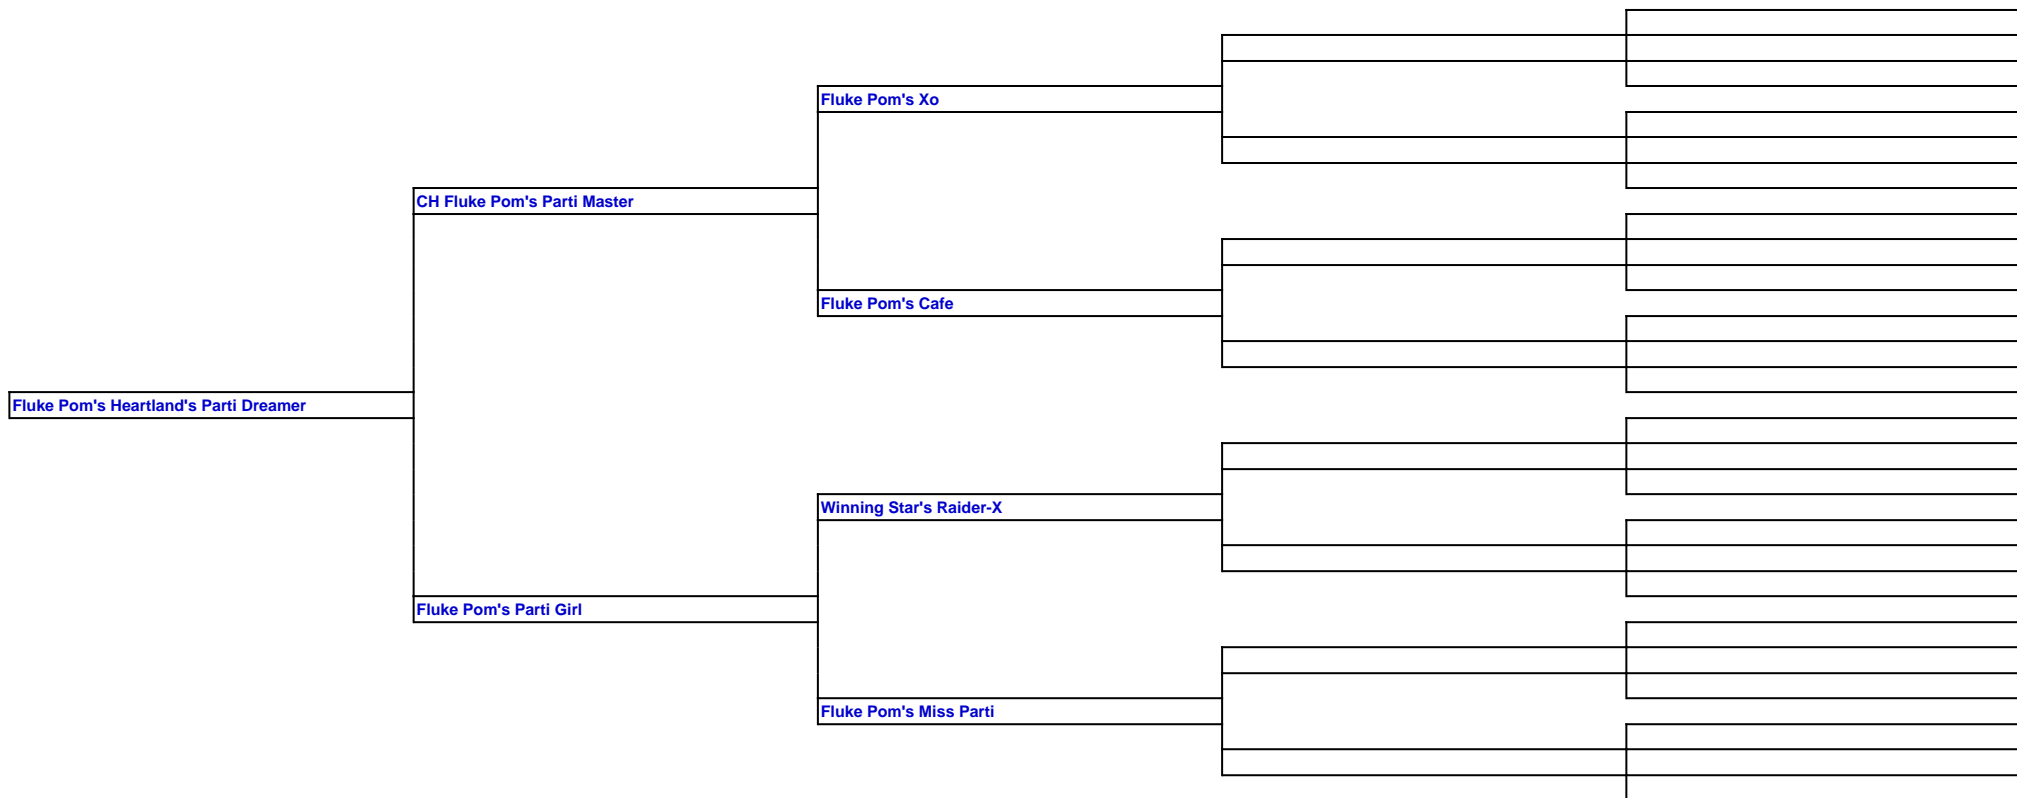 Fluke Pom's Xo
CH Fluke Pom's Parti Master
Fluke Pom's Cafe
Fluke Pom's Heartland's Parti Dreamer
Winning Star's Raider-X
Fluke Pom's Parti Girl
Fluke Pom's Miss Parti